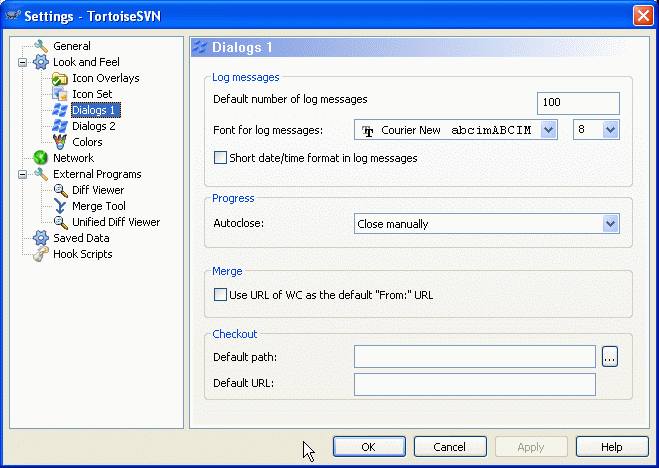 Settings - TortoiseSVN
General
Look and Feel
Icon Overlays
Icon Set
Dialogs 1
Dialogs 2
Colors
Network
External Programs
Diff Viewer
Merge Tool
Unified Diff Viewer
Saved Data
Hook Scripts
Dialogs 1
Log messages
Default number of log messages 100
Font for log messages: Courier New abcimABCIM 8
Short date/time format in log messages
Progress
Autoclose: Close manually
Merge
Use URL of WC as the default "From:" URL
Checkout
Default path: ...
Default URL:
OK Cancel Apply Help